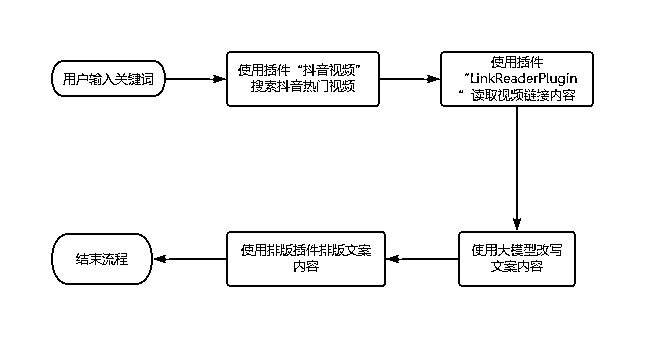 用户输入关键词
使用插件“抖音视频”
搜素抖音热门视频
使用插件
“LinkReaderPlugin
”读取视频链接内容
使用大模型改写
文案内容
使用排版插件排版文案
内容
结束流程